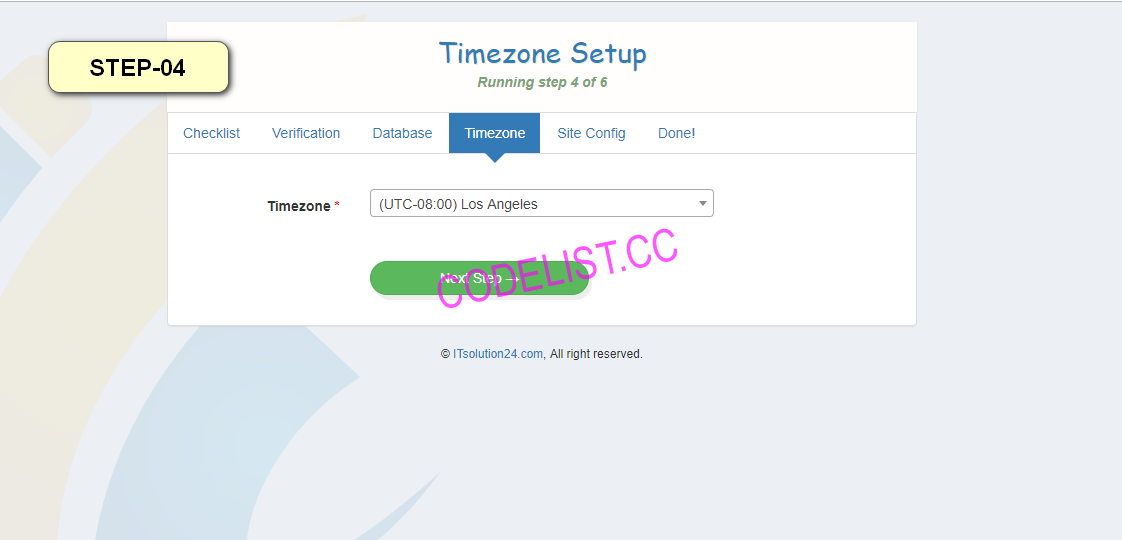 STEP-04
Timezone Setup
Running step 4 of 6
Checklist Verification Database Timezone Site Config Done!
Timezone *
(UTC-08:00) Los Angeles
Next Step →
CODELIST.CC
© ITsolution24.com, All right reserved.